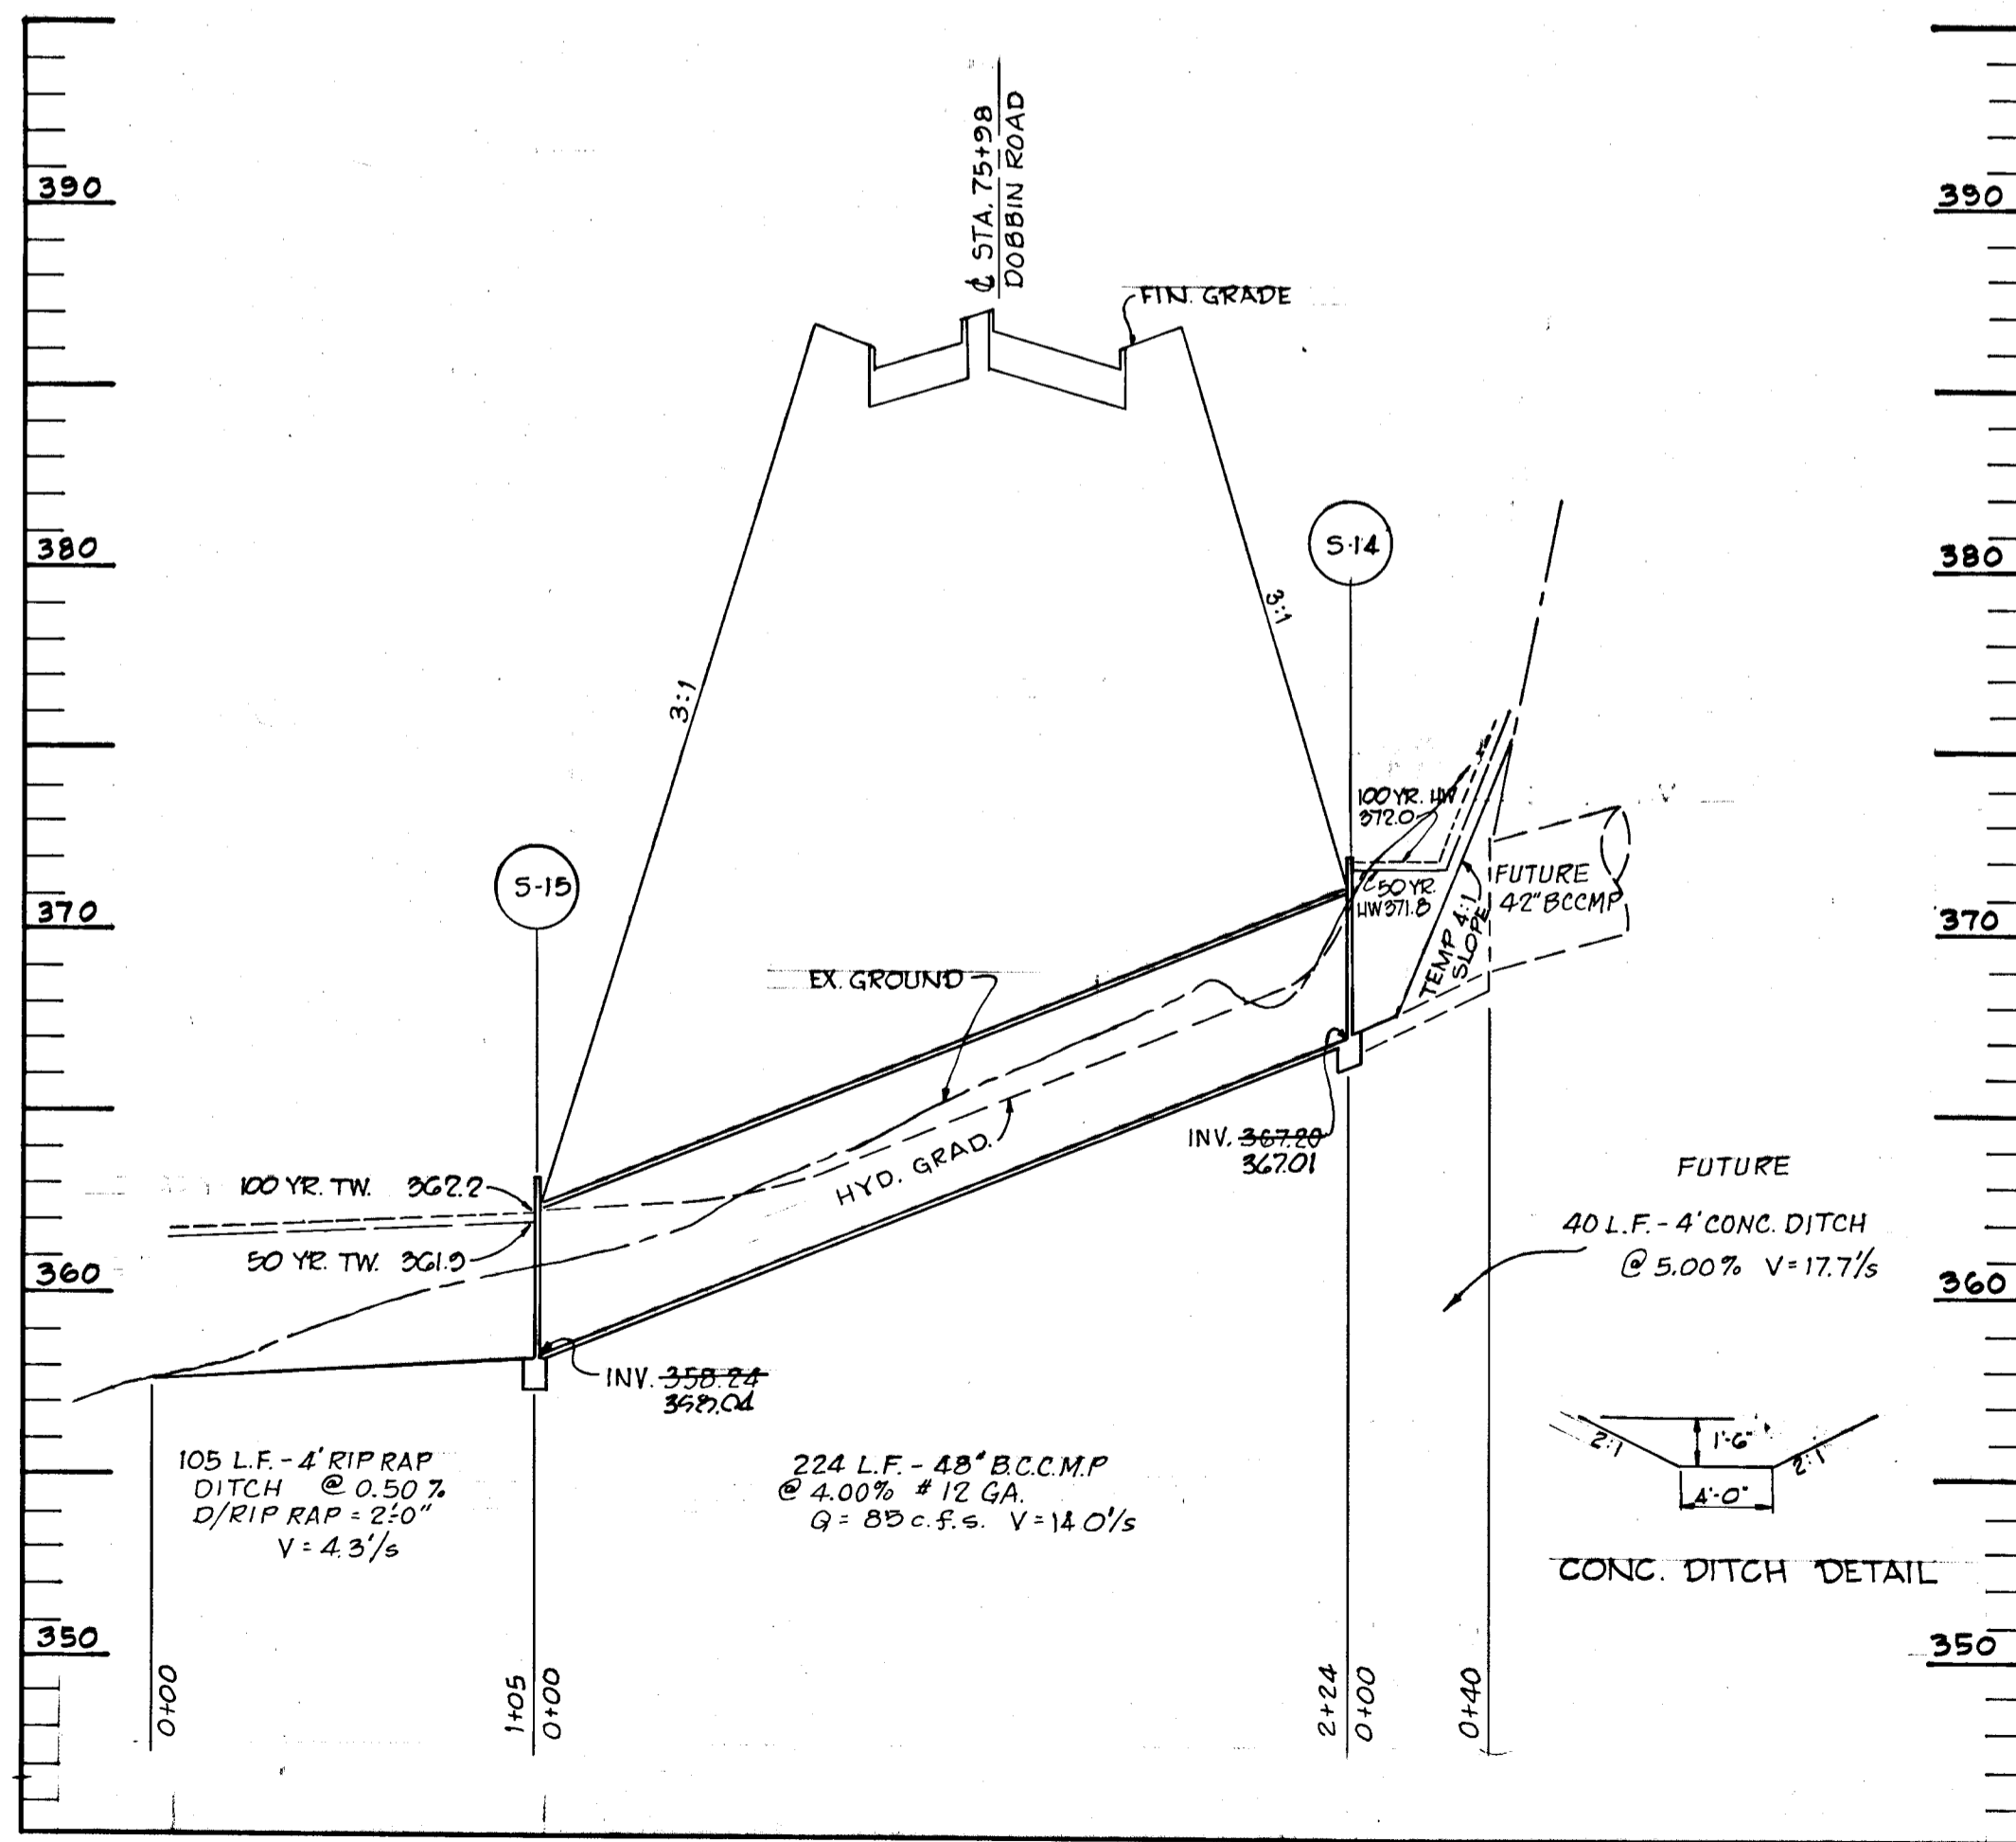 390
390
℄ STA. 75+98
DOBBIN ROAD
FIN. GRADE
380
380
S-14
3:1
3:1
100 YR. HW
372.0
S-15
50 YR.
HW 371.8
TEMP 4:1
SLOPE
FUTURE
42" BCCMP
370
370
EX. GROUND
HYD. GRAD.
INV. 367.20
367.01
100 YR. TW. 362.2
50 YR. TW. 361.9
FUTURE
40 L.F. - 4' CONC. DITCH
@ 5.00% V = 17.7'/s
360
360
INV. 358.24
358.04
105 L.F. - 4' RIP RAP
DITCH @ 0.50%
D/RIP RAP = 2'-0"
V = 4.3'/s
224 L.F. - 48" B.C.C.M.P
@ 4.00% # 12 GA.
Q = 85 c.f.s. V = 14.0'/s
2:1
1'-6"
2:1
4'-0"
CONC. DITCH DETAIL
350
350
0+00
1+05
0+00
2+24
0+00
0+40